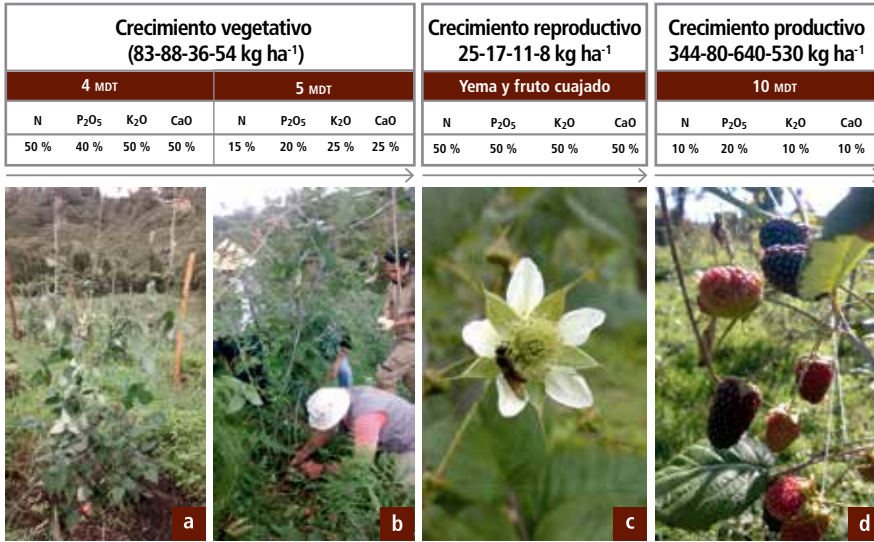 Crecimiento vegetativo
(83-88-36-54 kg ha⁻¹)
4 MDT 5 MDT
N P₂O₅ K₂O CaO N P₂O₅ K₂O CaO
50 % 40 % 50 % 50 % 15 % 20 % 25 % 25 %
Crecimiento reproductivo
25-17-11-8 kg ha⁻¹
Yema y fruto cuajado
N P₂O₅ K₂O CaO
50 % 50 % 50 % 50 %
Crecimiento productivo
344-80-640-530 kg ha⁻¹
10 MDT
N P₂O₅ K₂O CaO
10 % 20 % 10 % 10 %
a b c d